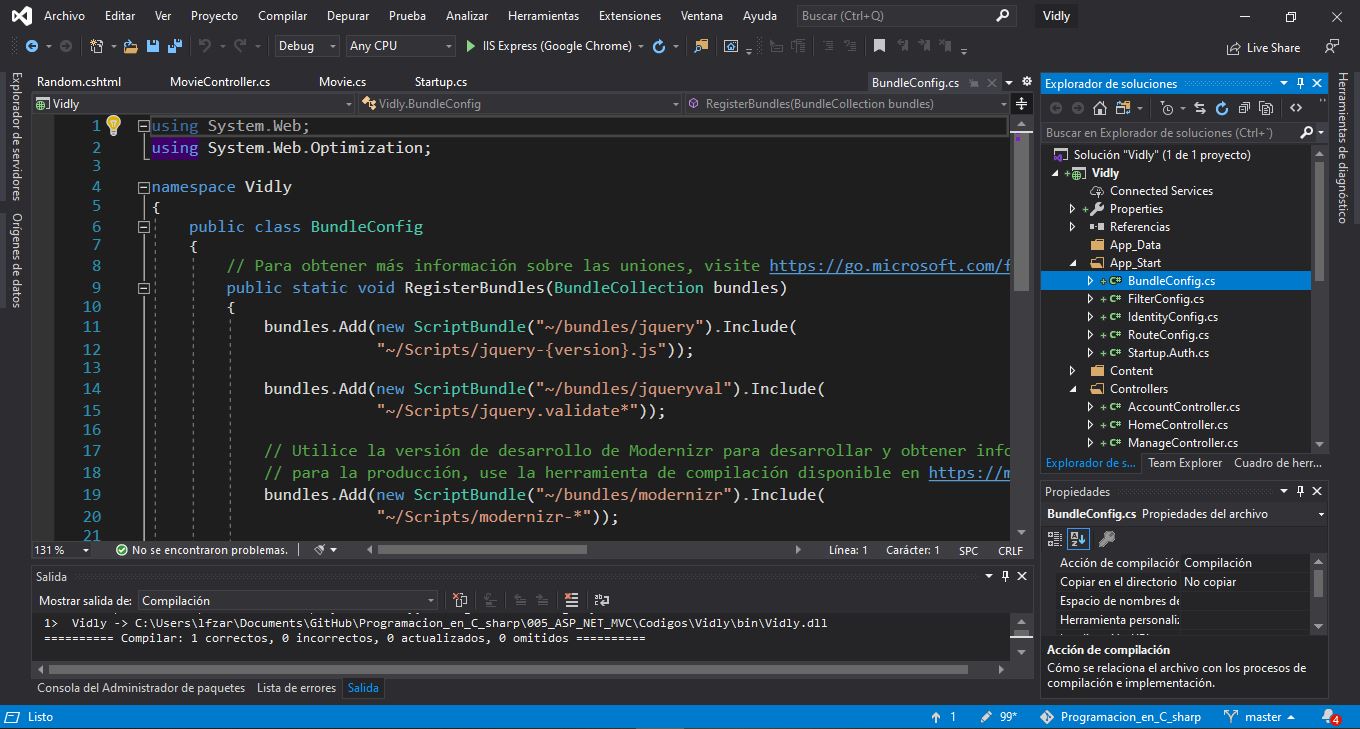 Archivo Editar Ver Proyecto Compilar Depurar Prueba Analizar Herramientas Extensiones Ventana Ayuda Buscar (Ctrl+Q) Vidly
Debug Any CPU IIS Express (Google Chrome) Live Share
Explorador de servidores
Orígenes de datos
Random.cshtml MovieController.cs Movie.cs Startup.cs BundleConfig.cs
Vidly Vidly.BundleConfig RegisterBundles(BundleCollection bundles)
1 using System.Web;
2 using System.Web.Optimization;
3
4 namespace Vidly
5 {
6 public class BundleConfig
7 {
8 // Para obtener más información sobre las uniones, visite https://go.microsoft.com/f
9 public static void RegisterBundles(BundleCollection bundles)
10 {
11 bundles.Add(new ScriptBundle("~/bundles/jquery").Include(
12 "~/Scripts/jquery-{version}.js"));
13
14 bundles.Add(new ScriptBundle("~/bundles/jqueryval").Include(
15 "~/Scripts/jquery.validate*"));
16
17 // Utilice la versión de desarrollo de Modernizr para desarrollar y obtener info
18 // para la producción, use la herramienta de compilación disponible en https://m
19 bundles.Add(new ScriptBundle("~/bundles/modernizr").Include(
20 "~/Scripts/modernizr-*"));
21
131 % No se encontraron problemas. Línea: 1 Carácter: 1 SPC CRLF
Salida
Mostrar salida de: Compilación
1> Vidly -> C:\Users\lfzar\Documents\GitHub\Programacion_en_C_sharp\005_ASP_NET_MVC\Codigos\Vidly\bin\Vidly.dll
========== Compilar: 1 correctos, 0 incorrectos, 0 actualizados, 0 omitidos ==========
Consola del Administrador de paquetes Lista de errores Salida
Explorador de soluciones
Buscar en Explorador de soluciones (Ctrl+´)
Solución "Vidly" (1 de 1 proyecto)
Vidly
Connected Services
Properties
Referencias
App_Data
App_Start
C# BundleConfig.cs
C# FilterConfig.cs
C# IdentityConfig.cs
C# RouteConfig.cs
C# Startup.Auth.cs
Content
Controllers
C# AccountController.cs
C# HomeController.cs
C# ManageController.cs
Explorador de s... Team Explorer Cuadro de herr...
Propiedades
BundleConfig.cs Propiedades del archivo
Acción de compilación Compilación
Copiar en el directorio No copiar
Espacio de nombres de
Herramienta personaliz
Acción de compilación
Cómo se relaciona el archivo con los procesos de
compilación e implementación.
Herramientas de diagnóstico
Listo 1 99* Programacion_en_C_sharp master 4